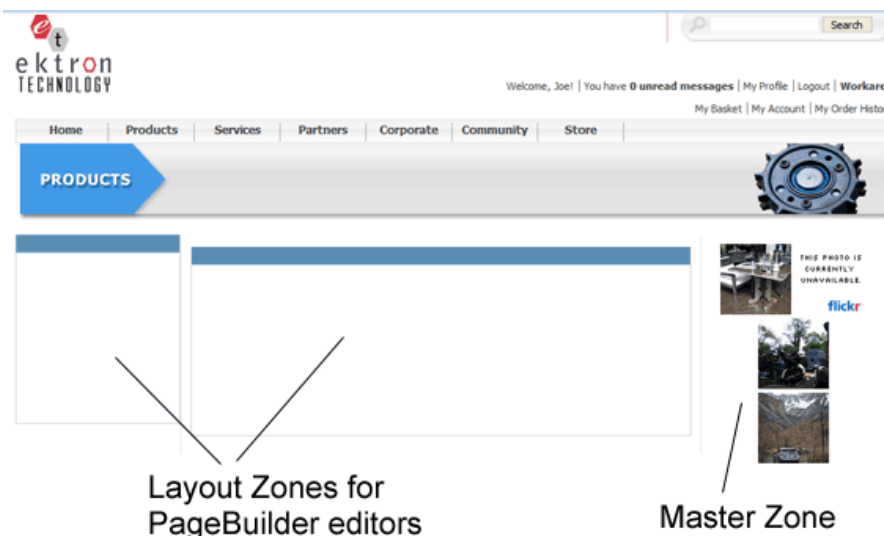 et
ektron
TECHNOLOGY
Search
Welcome, Joe! | You have 0 unread messages | My Profile | Logout |
My Basket | My Account | My Order
Home Products Services Partners Corporate Community Store
PRODUCTS
THIS PHOTO IS
CURRENTLY
UNAVAILABLE.
flickr
Layout Zones for
PageBuilder editors
Master Zone